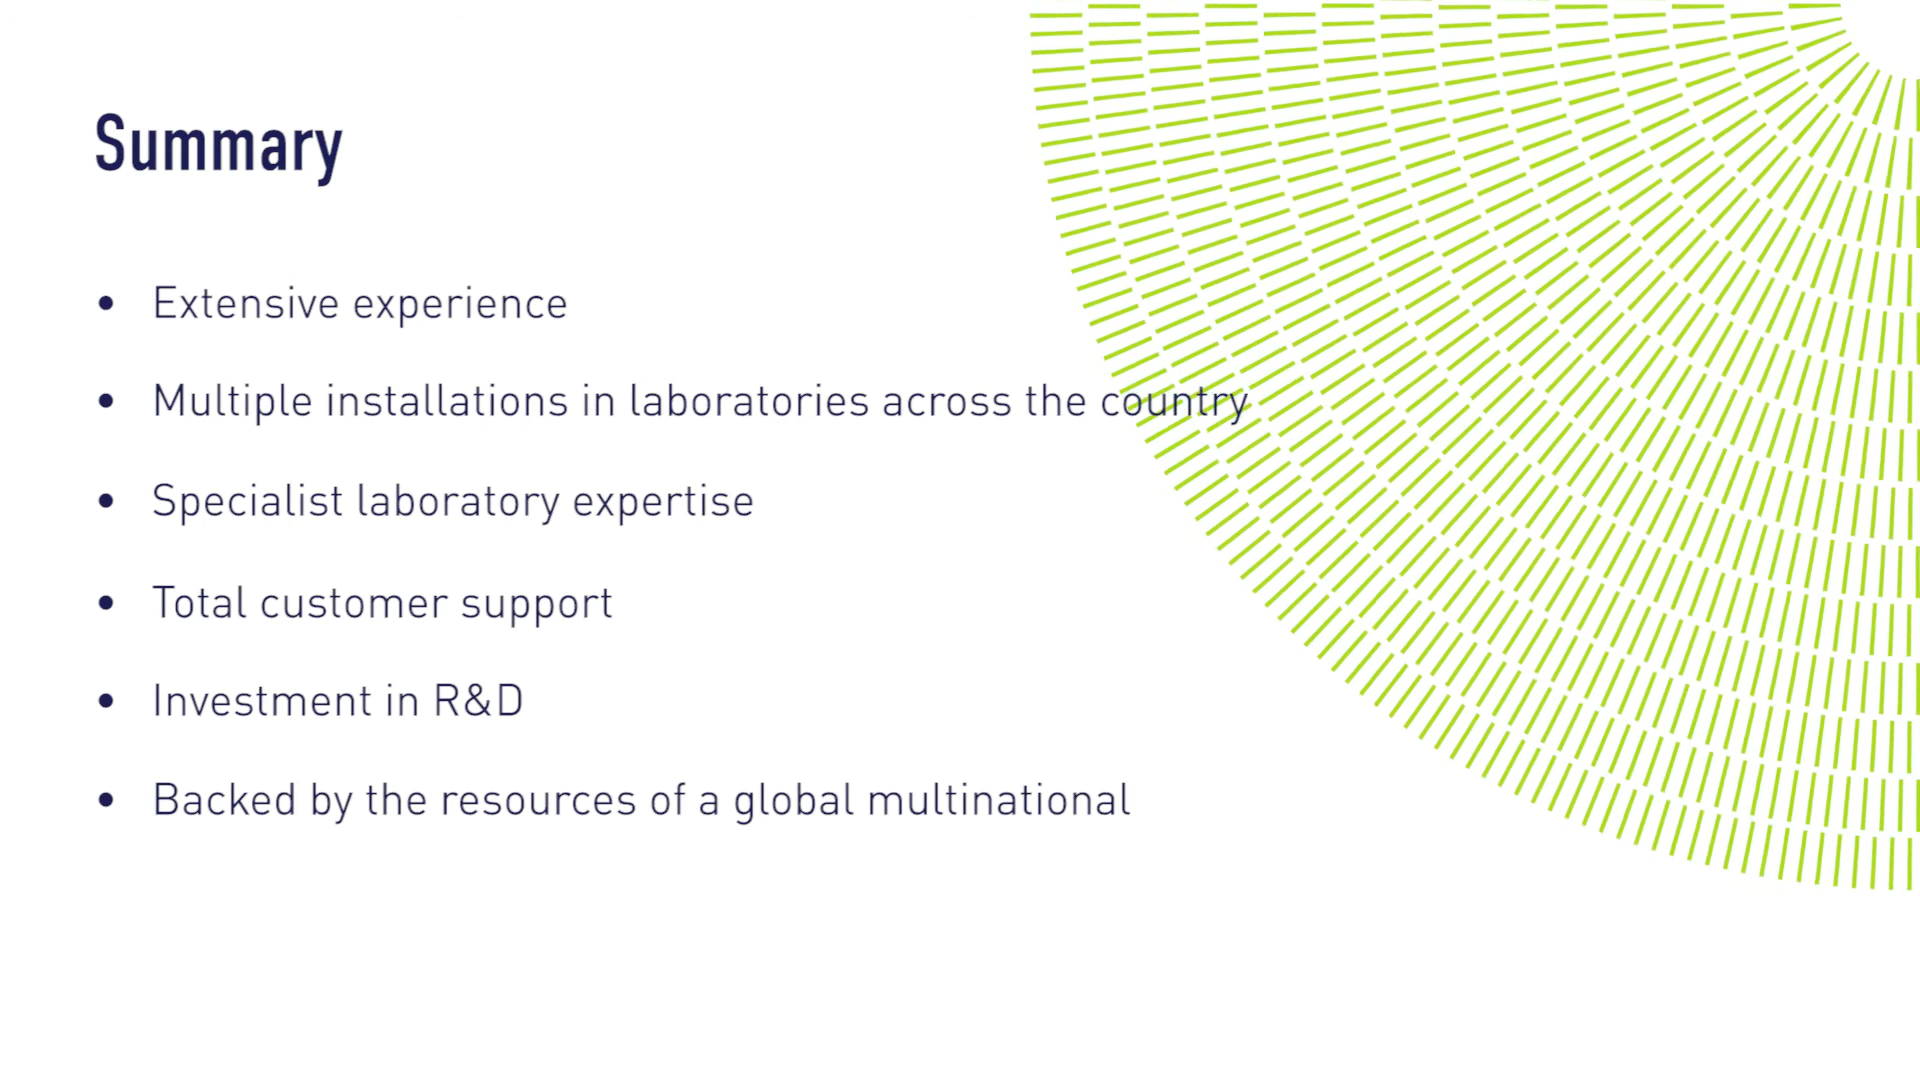 Summary
• Extensive experience
• Multiple installations in laboratories across the country
• Specialist laboratory expertise
• Total customer support
• Investment in R&D
• Backed by the resources of a global multinational